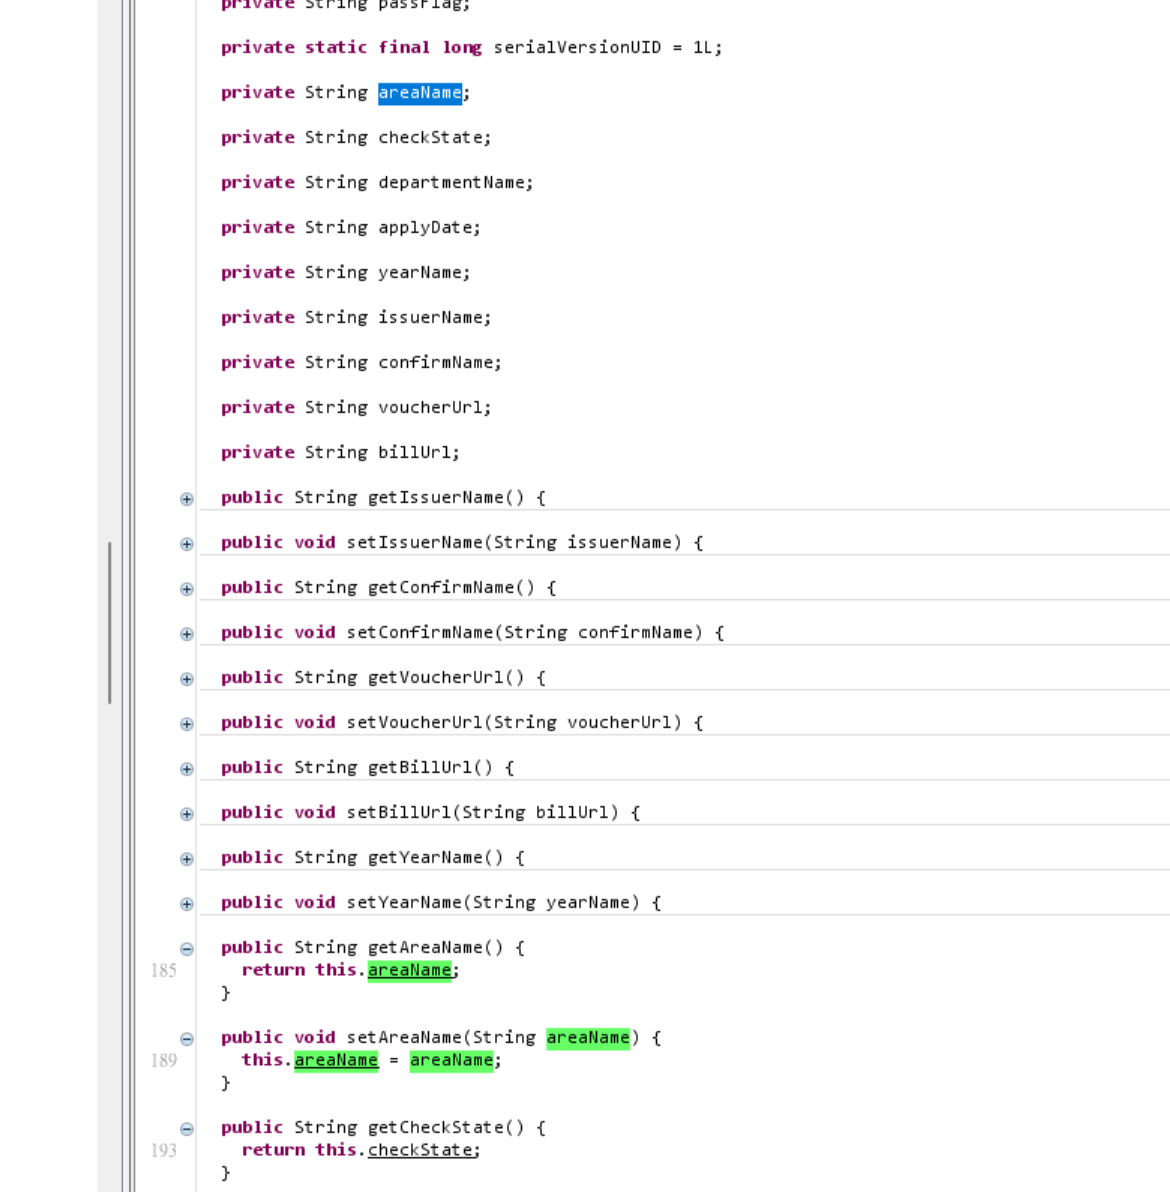 private String passFlag;
private static final long serialVersionUID = 1L;
private String areaName;
private String checkState;
private String departmentName;
private String applyDate;
private String yearName;
private String issuerName;
private String confirmName;
private String voucherUrl;
private String billUrl;
public String getIssuerName() {
public void setIssuerName(String issuerName) {
public String getConfirmName() {
public void setConfirmName(String confirmName) {
public String getVoucherUrl() {
public void setVoucherUrl(String voucherUrl) {
public String getBillUrl() {
public void setBillUrl(String billUrl) {
public String getYearName() {
public void setYearName(String yearName) {
public String getAreaName() {
185 return this.areaName;
}
public void setAreaName(String areaName) {
189 this.areaName = areaName;
}
public String getCheckState() {
193 return this.checkState;
}